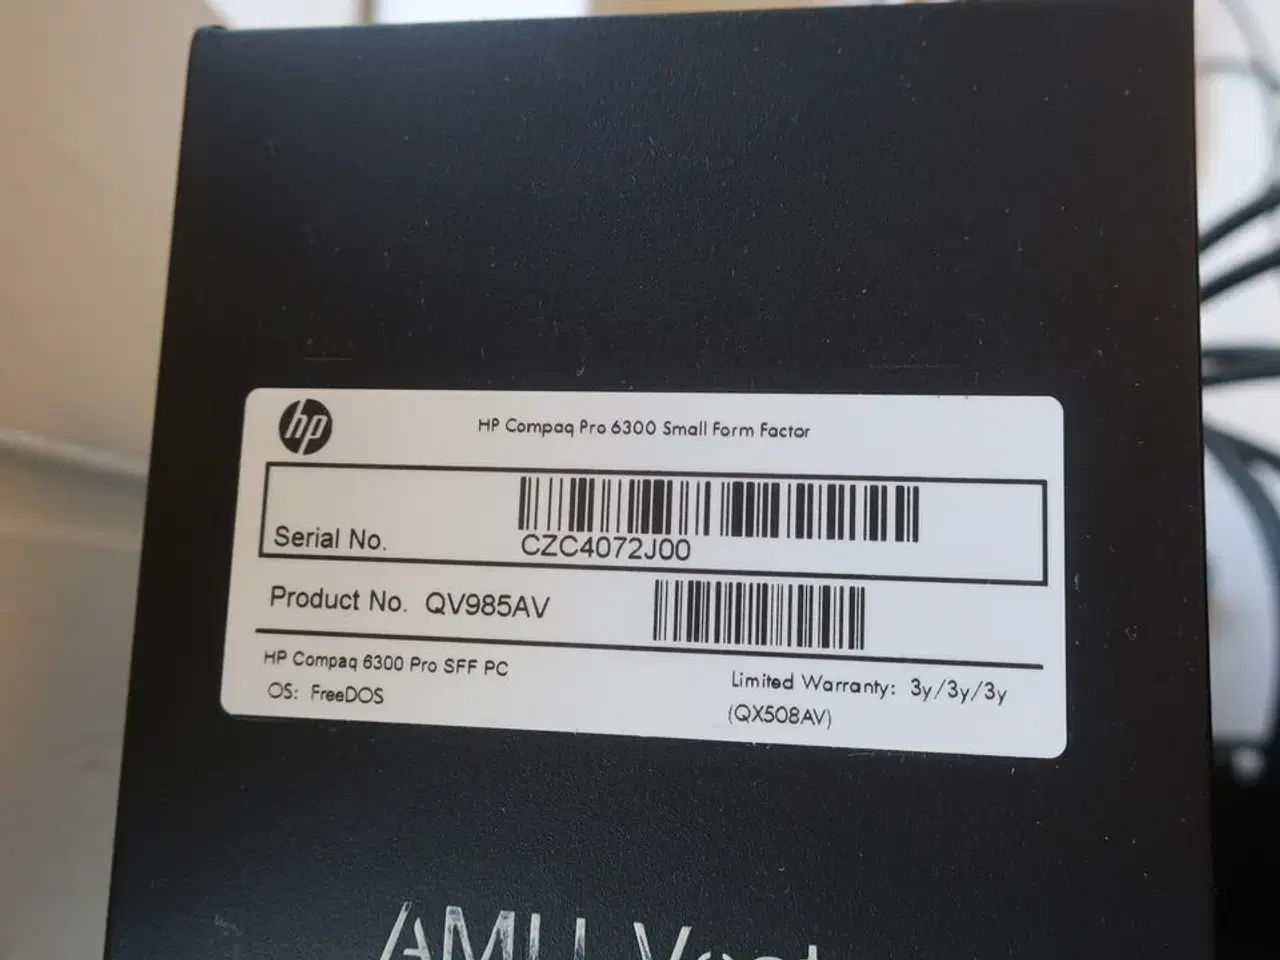 hp
HP Compaq Pro 6300 Small Form Factor
Serial No.
CZC4072J00
Product No. QV985AV
HP Compaq 6300 Pro SFF PC
OS: FreeDOS
Limited Warranty: 3y/3y/3y
(QX508AV)
AMU